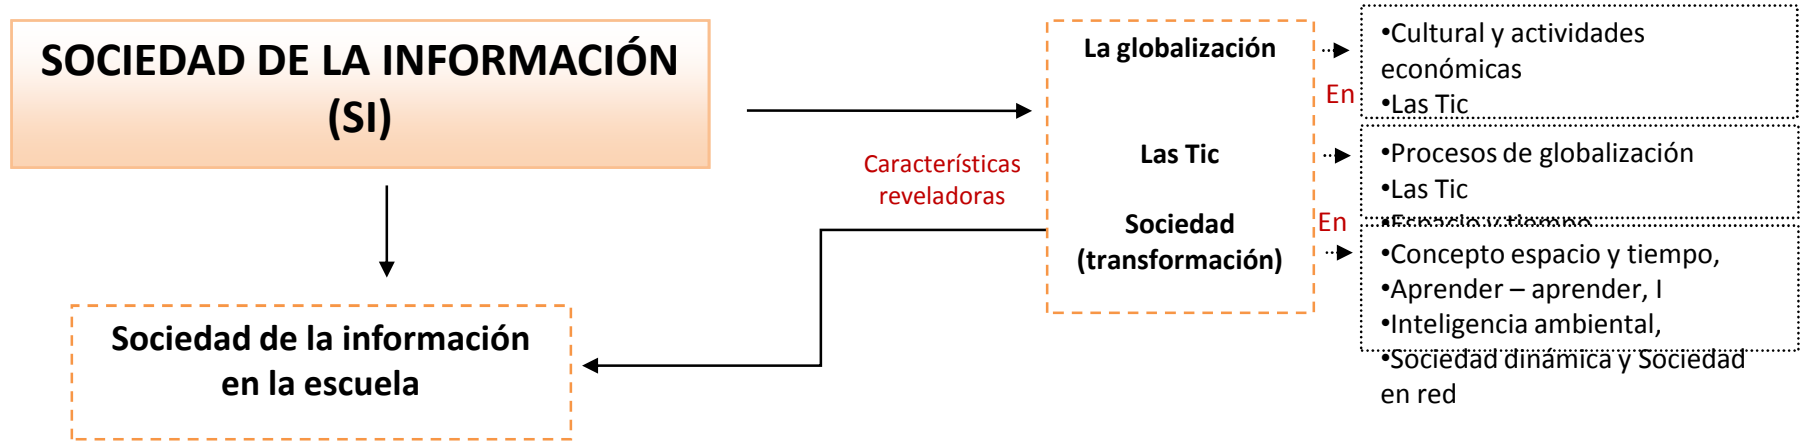 SOCIEDAD DE LA INFORMACIÓN
(SI)
Características
reveladoras
Sociedad de la información
en la escuela
La globalización
Las Tic
Sociedad
(transformación)
En
En
•Cultural y actividades
económicas
•Las Tic
•Procesos de globalización
•Las Tic
•Espacio y tiempo
•Concepto espacio y tiempo,
•Aprender – aprender, I
•Inteligencia ambiental,
•Sociedad dinámica y Sociedad
en red